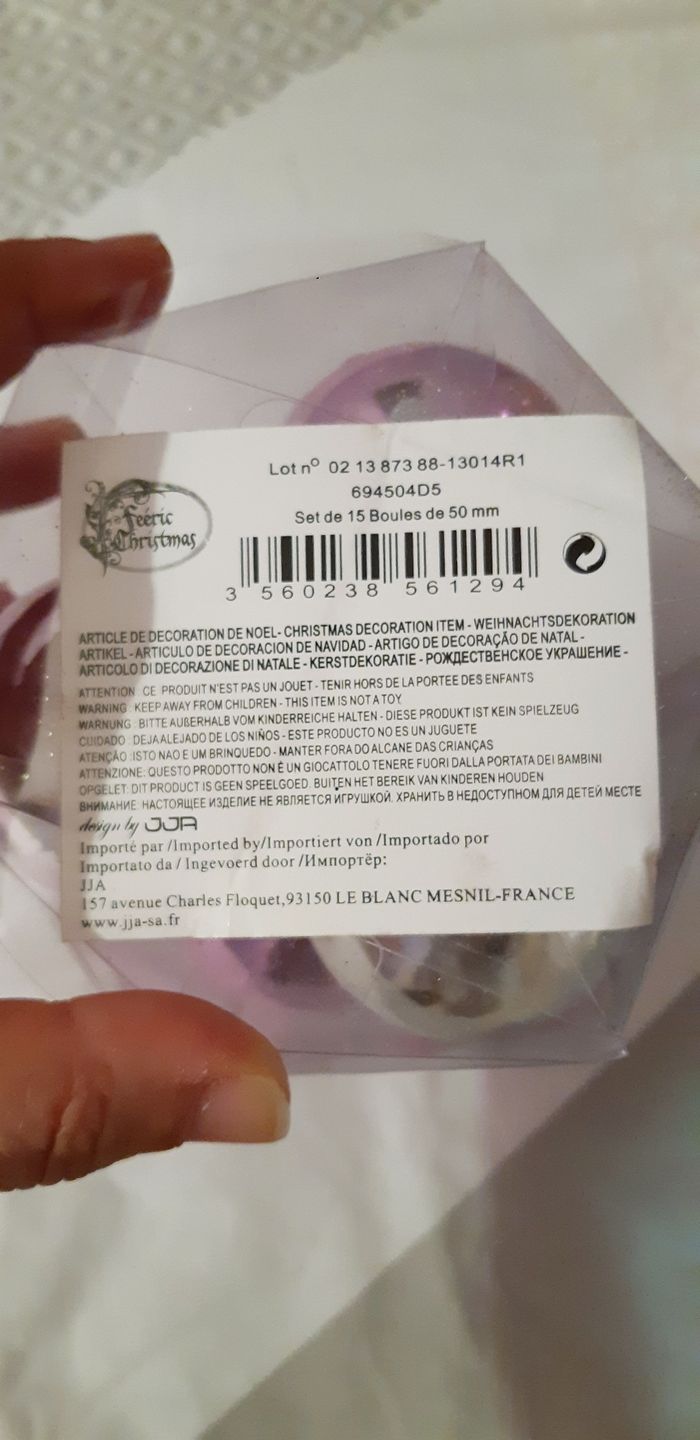 Lot nº 02 13 873 88-13014R1
694504D5
Set de 15 Boules de 50 mm
Feéric
Christmas
3 560238 561294
ARTICLE DE DECORATION DE NOEL- CHRISTMAS DECORATION ITEM - WEIHNACHTSDEKORATION
ARTIKEL - ARTICULO DE DECORACION DE NAVIDAD - ARTIGO DE DECORAÇÃO DE NATAL -
ARTICOLO DI DECORAZIONE DI NATALE - KERSTDEKORATIE - РОЖДЕСТВЕНСКОЕ УКРАШЕНИЕ -
ATTENTION : CE PRODUIT N'EST PAS UN JOUET - TENIR HORS DE LA PORTEE DES ENFANTS
WARNING : KEEP AWAY FROM CHILDREN - THIS ITEM IS NOT A TOY
WARNUNG : BITTE AUßERHALB VOM KINDERREICHE HALTEN - DIESE PRODUKT IST KEIN SPIELZEUG
CUIDADO : DEJAALEJADO DE LOS NIÑOS - ESTE PRODUCTO NO ES UN JUGUETE
ATENÇÃO :ISTO NAO E UM BRINQUEDO - MANTER FORA DO ALCANE DAS CRIANÇAS
ATTENZIONE: QUESTO PRODOTTO NON É UN GIOCATTOLO TENERE FUORI DALLA PORTATA DEI BAMBINI
OPGELET: DIT PRODUCT IS GEEN SPEELGOED. BUITEN HET BEREIK VAN KINDEREN HOUDEN
ВНИМАНИЕ: НАСТОЯЩЕЕ ИЗДЕЛИЕ НЕ ЯВЛЯЕТСЯ ИГРУШКОЙ. ХРАНИТЬ В НЕДОСТУПНОМ ДЛЯ ДЕТЕЙ МЕСТЕ
design by JJA
Importé par /Imported by/Importiert von /Importado por
Importato da / Ingevoerd door /Импортёр:
JJA
157 avenue Charles Floquet,93150 LE BLANC MESNIL-FRANCE
www.jja-sa.fr